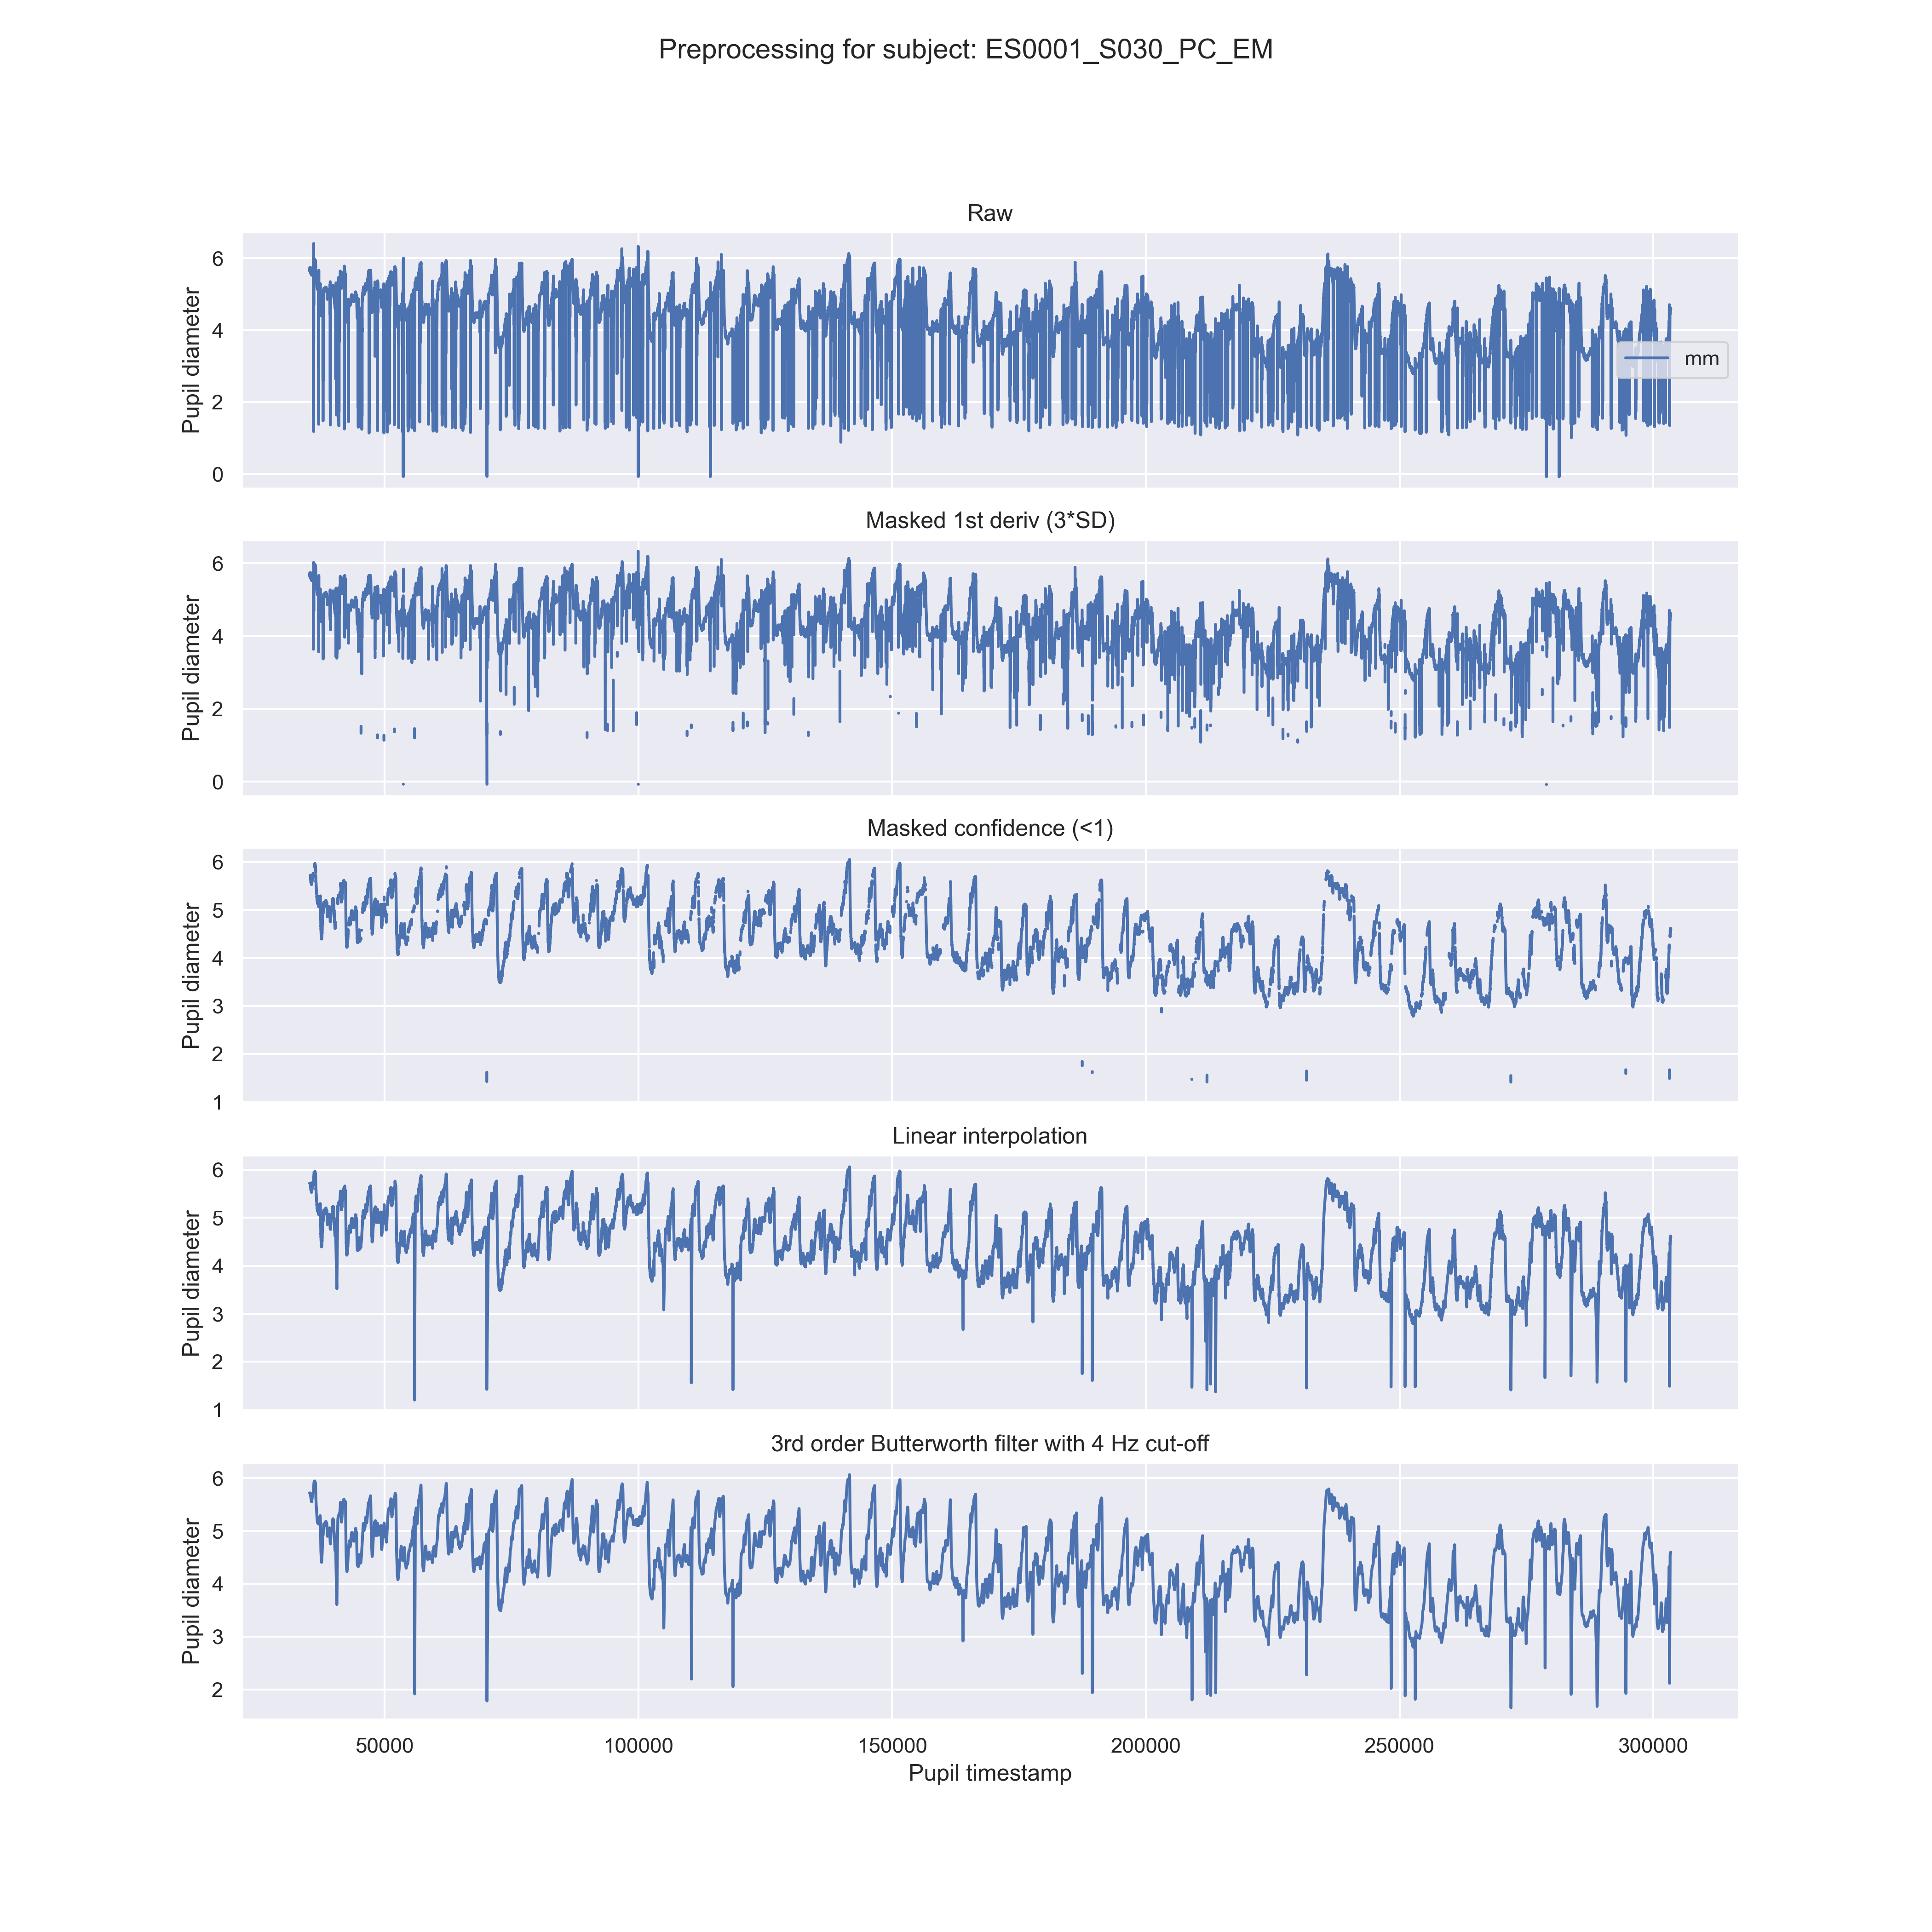 Preprocessing for subject: ES0001_S030_PC_EM
Raw
Pupil diameter
6
4
2
0
mm
Masked 1st deriv (3*SD)
Pupil diameter
6
4
2
0
Masked confidence (<1)
Pupil diameter
6
5
4
3
2
1
Linear interpolation
Pupil diameter
6
5
4
3
2
1
3rd order Butterworth filter with 4 Hz cut-off
Pupil diameter
6
5
4
3
2
50000 100000 150000 200000 250000 300000
Pupil timestamp